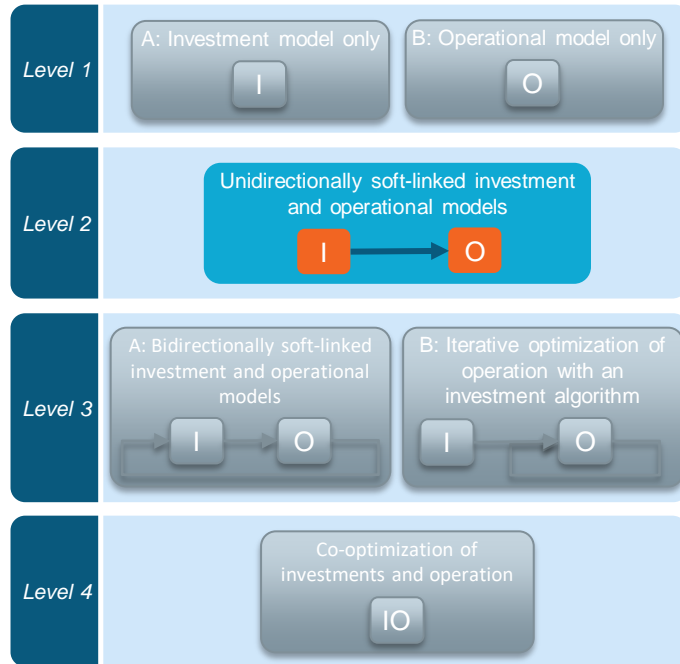 Level 1
A: Investment model only
I
B: Operational model only
O
Level 2
Unidirectionally soft-linked investment
and operational models
I
O
Level 3
A: Bidirectionally soft-linked
investment and operational
models
I
O
B: Iterative optimization of
operation with an
investment algorithm
I
O
Level 4
Co-optimization of
investments and operation
IO